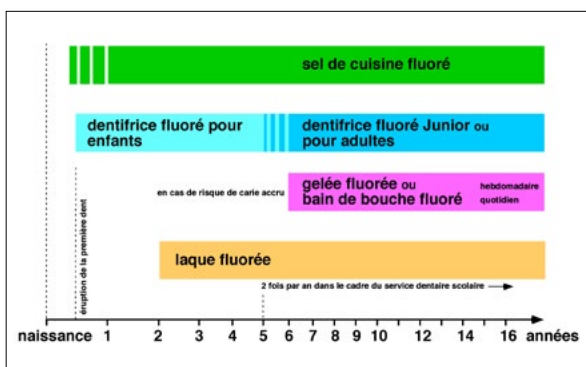 sel de cuisine fluoré
dentifrice fluoré pour
enfants
dentifrice fluoré Junior ou
pour adultes
en cas de risque de carie accru
gelée fluorée ou
bain de bouche fluoré
hebdomadaire
quotidien
éruption de la première dent
laque fluorée
2 fois par an dans le cadre du service dentaire scolaire
naissance 1 2 3 4 5 6 7 8 9 10 12 14 16 années